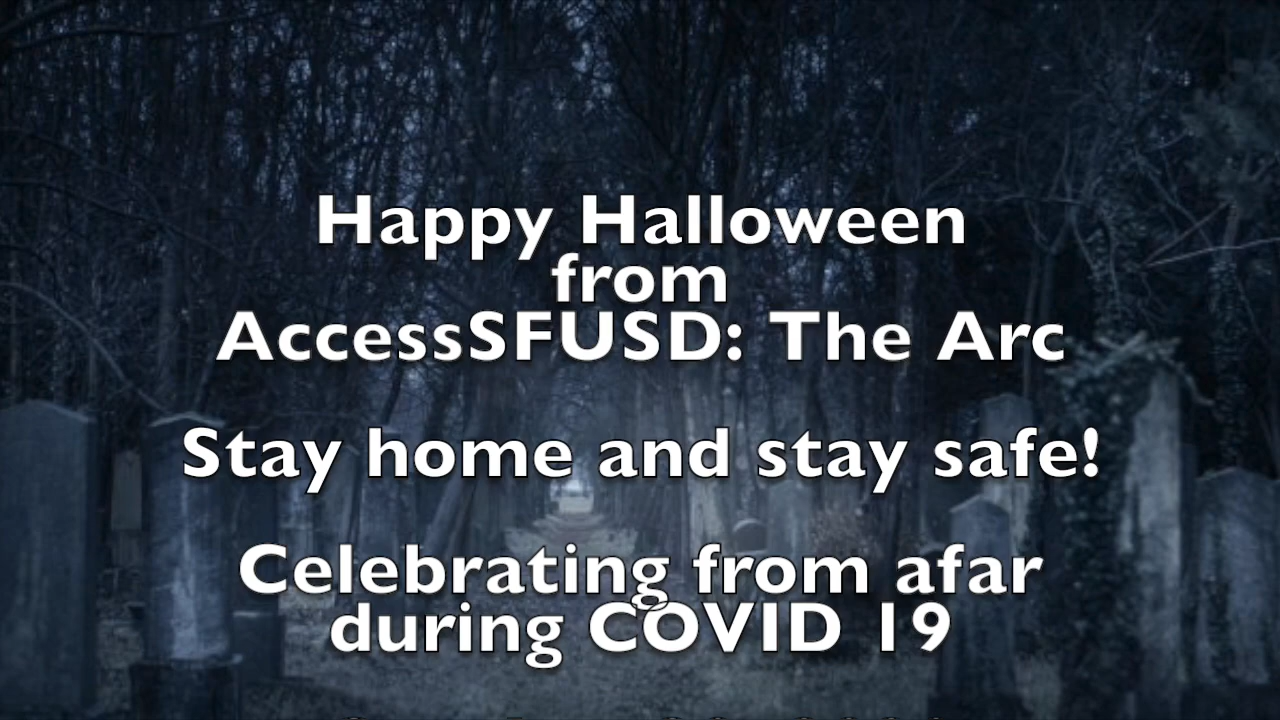 Happy Halloween
from
AccessSFUSD: The Arc
Stay home and stay safe!
Celebrating from afar
during COVID 19